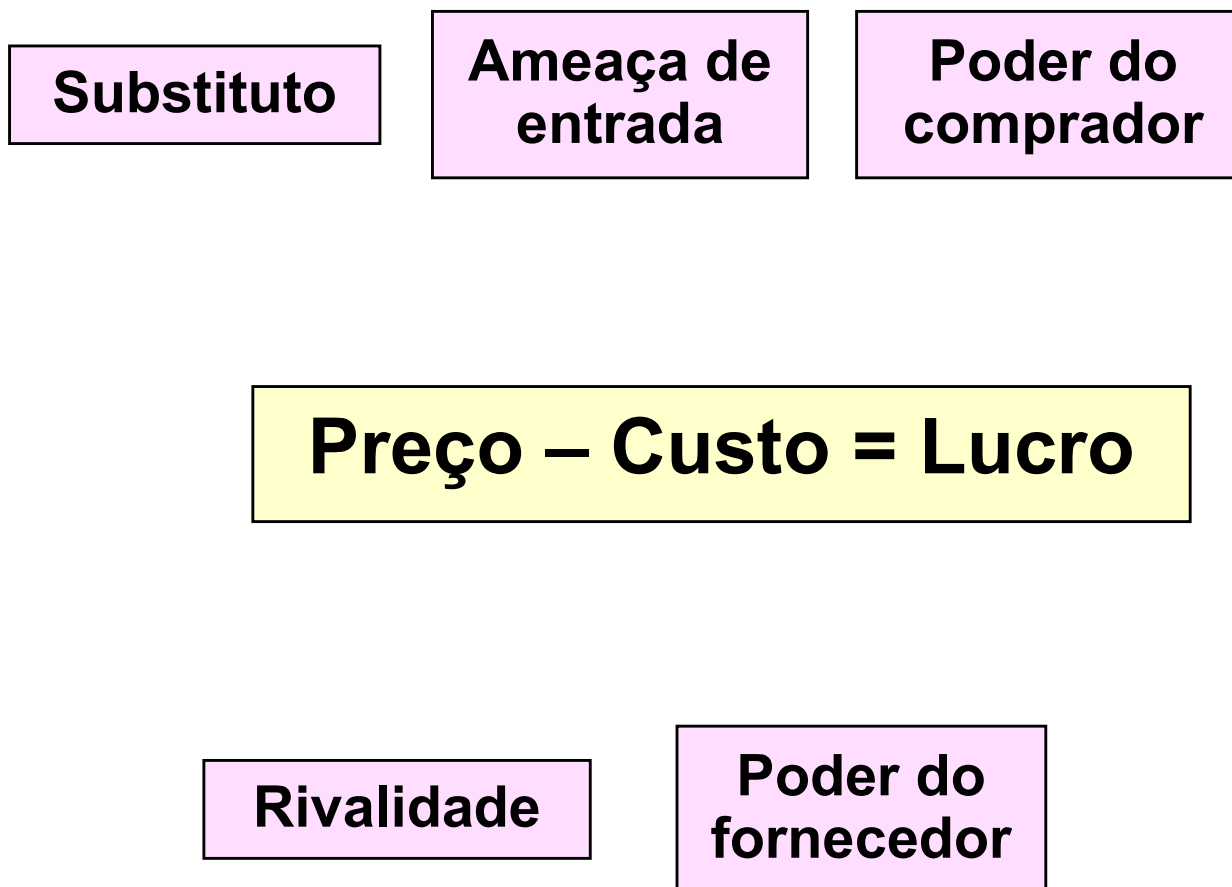 Substituto
Ameaça de
entrada
Poder do
comprador
Preço – Custo = Lucro
Rivalidade
Poder do
fornecedor